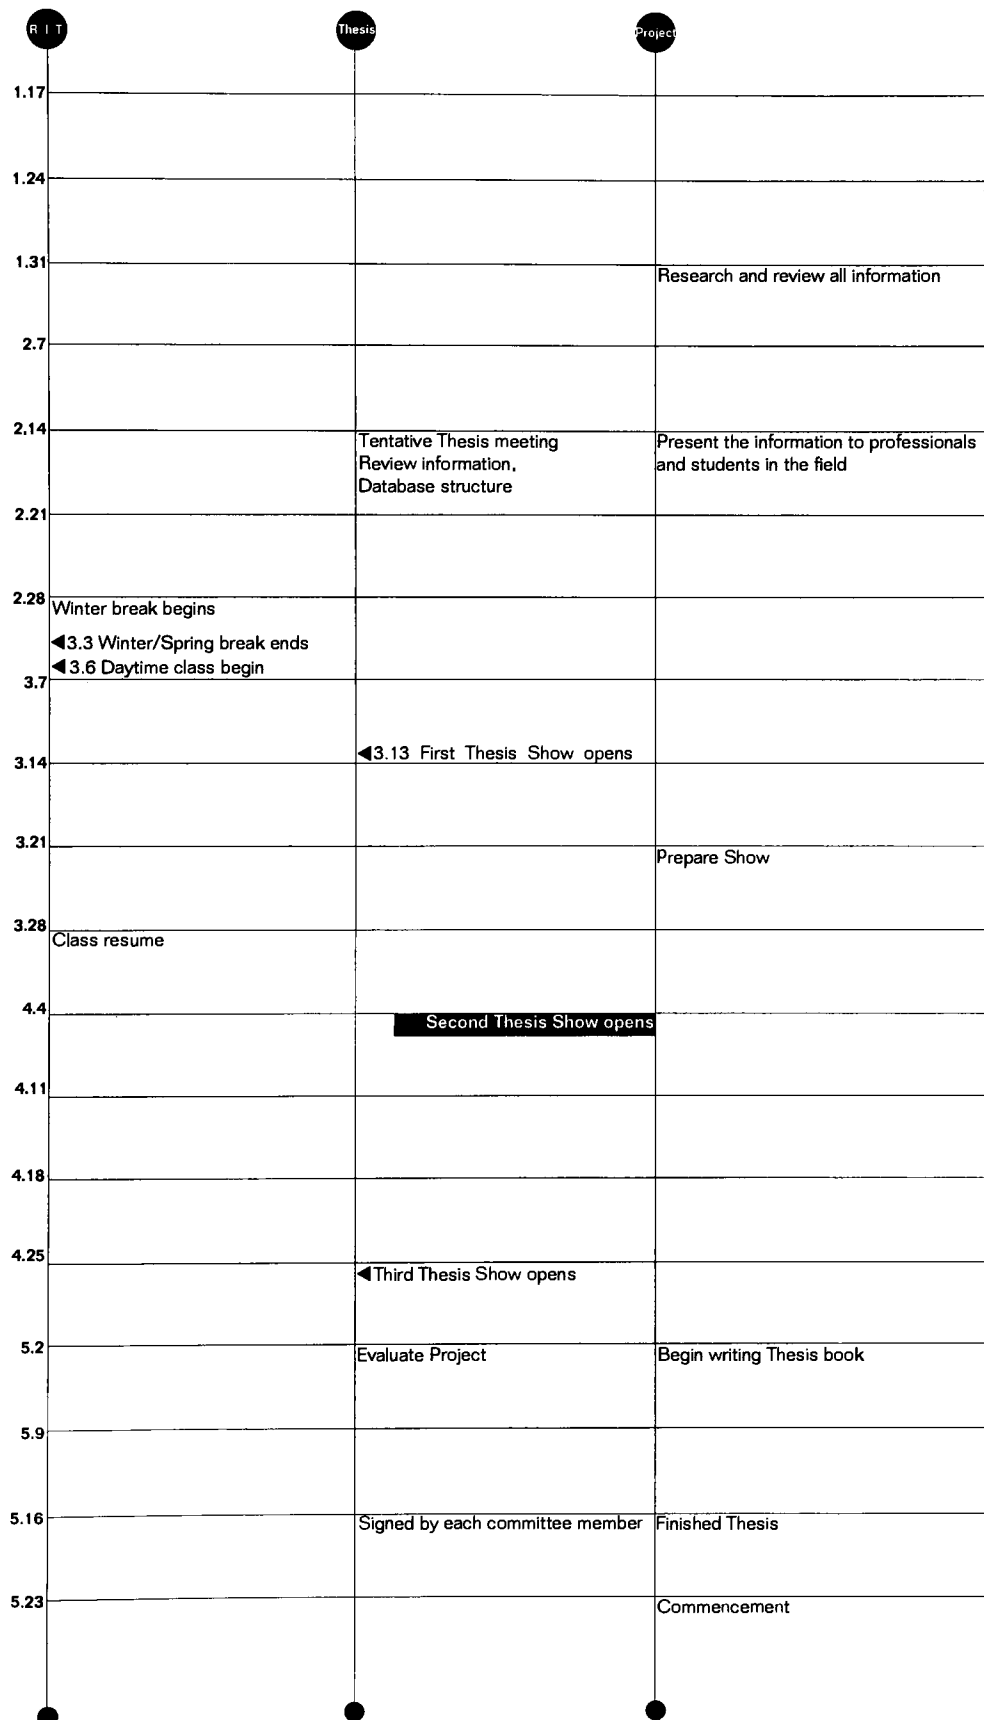 R I T
Thesis
Project
1.17
1.24
1.31
Research and review all information
2.7
2.14
Tentative Thesis meeting
Review information,
Database structure
Present the information to professionals
and students in the field
2.21
2.28
Winter break begins
◀3.3 Winter/Spring break ends
◀3.6 Daytime class begin
3.7
◀3.13 First Thesis Show opens
3.14
3.21
Prepare Show
3.28
Class resume
4.4
Second Thesis Show opens
4.11
4.18
4.25
◀Third Thesis Show opens
5.2
Evaluate Project
Begin writing Thesis book
5.9
5.16
Signed by each committee member
Finished Thesis
5.23
Commencement